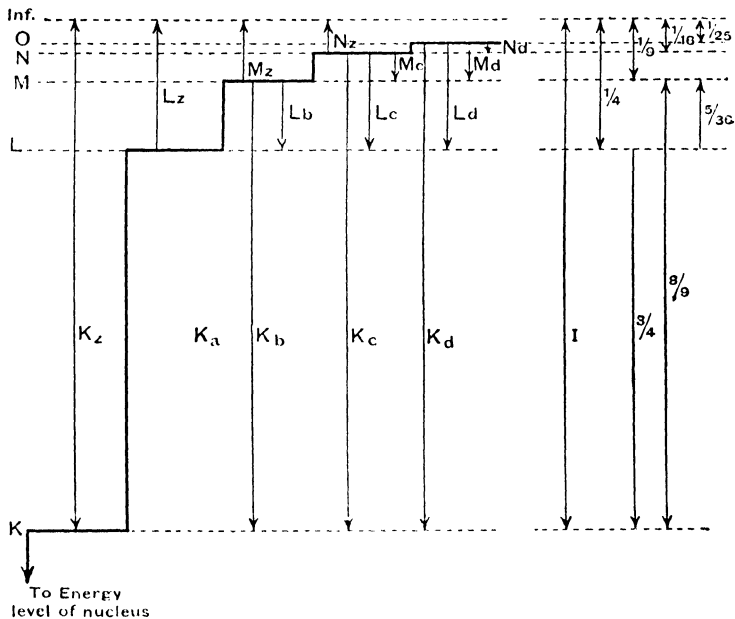 Inf.
O
N
M
L
K
Nz
Nd
Mz
Mc
Md
Lz
Lb
Lc
Ld
Kz
Ka
Kb
Kc
Kd
1/4
1/9
1/16
1/25
5/36
I
3/4
8/9
To Energy
level of nucleus